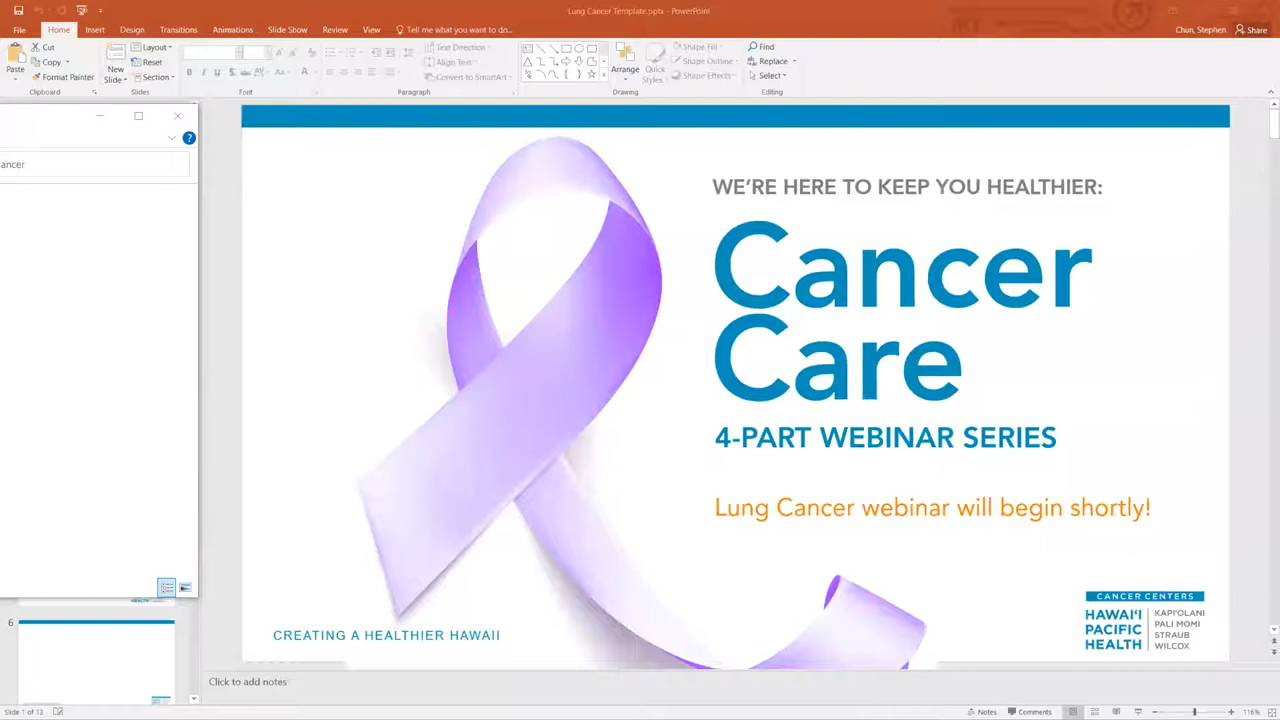 Lung Cancer Template.pptx - PowerPoint
File Home Insert Design Transitions Animations Slide Show Review View Tell me what you want to do...
Chun, Stephen Share
Paste
Cut
Copy
Format Painter
Clipboard
New
Slide
Layout
Reset
Section
Slides
Font
Text Direction
Align Text
Convert to SmartArt
Paragraph
Arrange
Quick
Styles
Shape Fill
Shape Outline
Shape Effects
Drawing
Find
Replace
Select
Editing
ancer
WE'RE HERE TO KEEP YOU HEALTHIER:
Cancer
Care
4-PART WEBINAR SERIES
Lung Cancer webinar will begin shortly!
CREATING A HEALTHIER HAWAII
CANCER CENTERS
HAWAI'I
PACIFIC
HEALTH
KAPI'OLANI
PALI MOMI
STRAUB
WILCOX
6
Click to add notes
Slide 1 of 13
Notes
Comments
116%